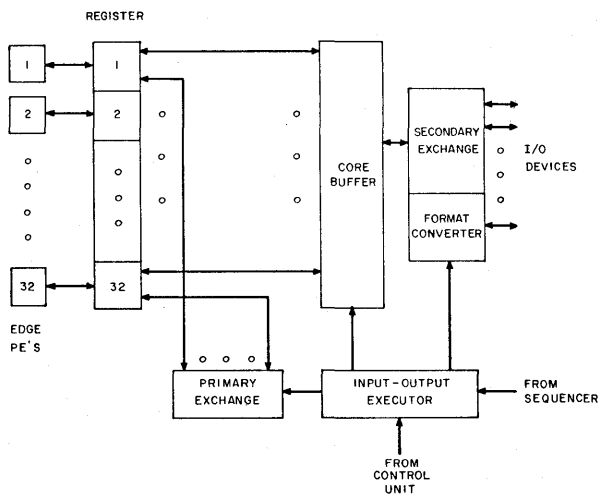 REGISTER
1
1
2
2
32
32
EDGE
PE'S
CORE
BUFFER
SECONDARY
EXCHANGE
FORMAT
CONVERTER
I/O
DEVICES
PRIMARY
EXCHANGE
INPUT-OUTPUT
EXECUTOR
FROM
SEQUENCER
FROM
CONTROL
UNIT